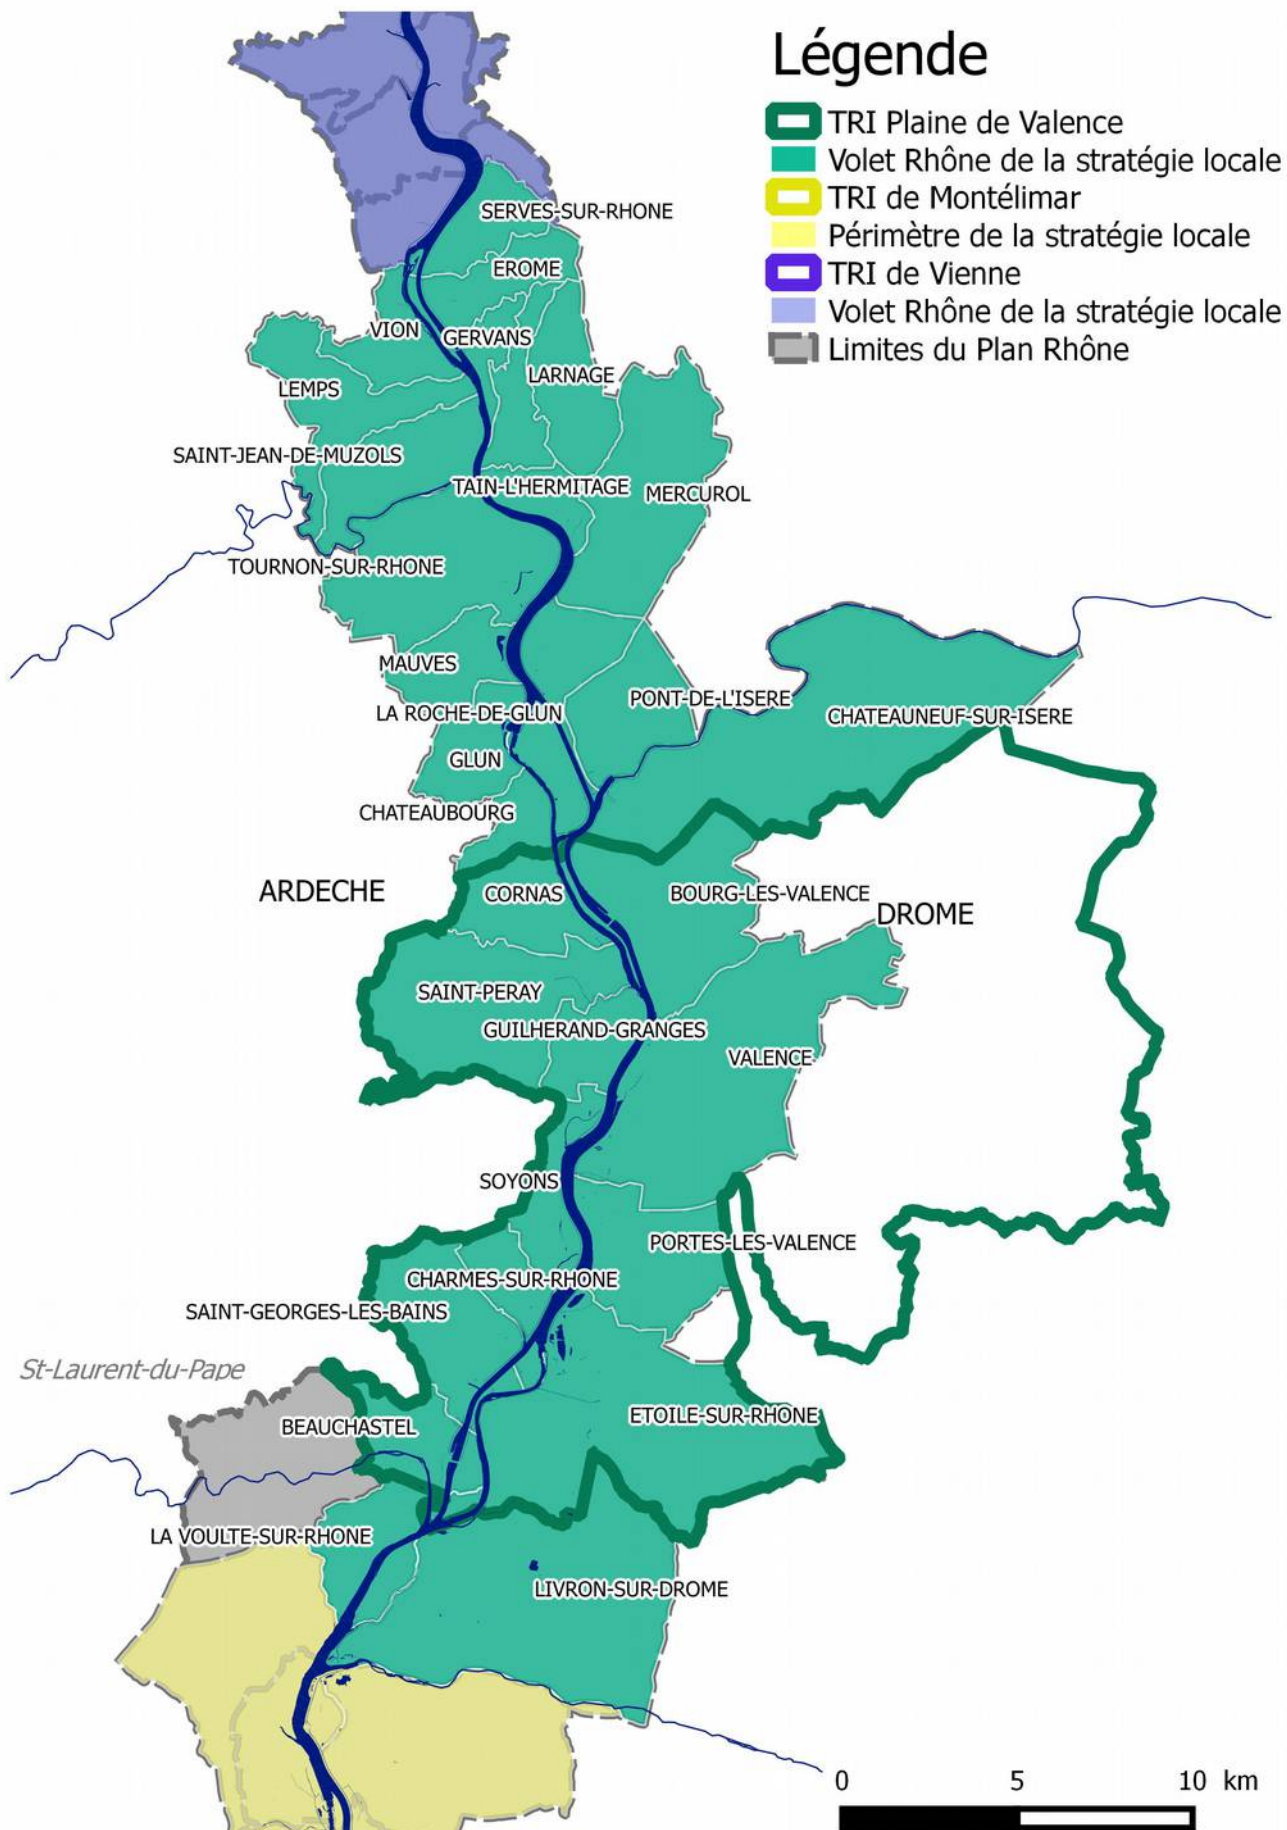 Légende
TRI Plaine de Valence
Volet Rhône de la stratégie locale
TRI de Montélimar
Périmètre de la stratégie locale
TRI de Vienne
Volet Rhône de la stratégie locale
Limites du Plan Rhône
SERVES-SUR-RHONE
EROME
VION
GERVANS
LARNAGE
LEMPS
SAINT-JEAN-DE-MUZOLS
TAIN-L'HERMITAGE
MERCUROL
TOURNON-SUR-RHONE
MAUVES
PONT-DE-L'ISERE
LA ROCHE-DE-GLUN
CHATEAUNEUF-SUR-ISERE
GLUN
CHATEAUBOURG
ARDECHE
CORNAS
BOURG-LES-VALENCE
DROME
SAINT-PERAY
GUILHERAND-GRANGES
VALENCE
SOYONS
PORTES-LES-VALENCE
CHARMES-SUR-RHONE
SAINT-GEORGES-LES-BAINS
St-Laurent-du-Pape
BEAUCHASTEL
ETOILE-SUR-RHONE
LA VOULTE-SUR-RHONE
LIVRON-SUR-DROME
0 5 10 km